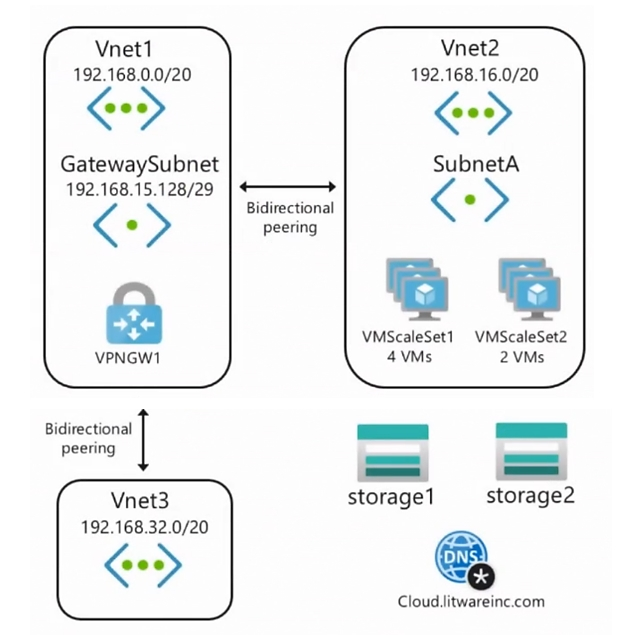 Vnet1
192.168.0.0/20
GatewaySubnet
192.168.15.128/29
VPNGW1
Bidirectional
peering
Vnet2
192.168.16.0/20
SubnetA
VMScaleSet1
4 VMs
VMScaleSet2
2 VMs
Bidirectional
peering
Vnet3
192.168.32.0/20
storage1
storage2
DNS
*
Cloud.litwareinc.com